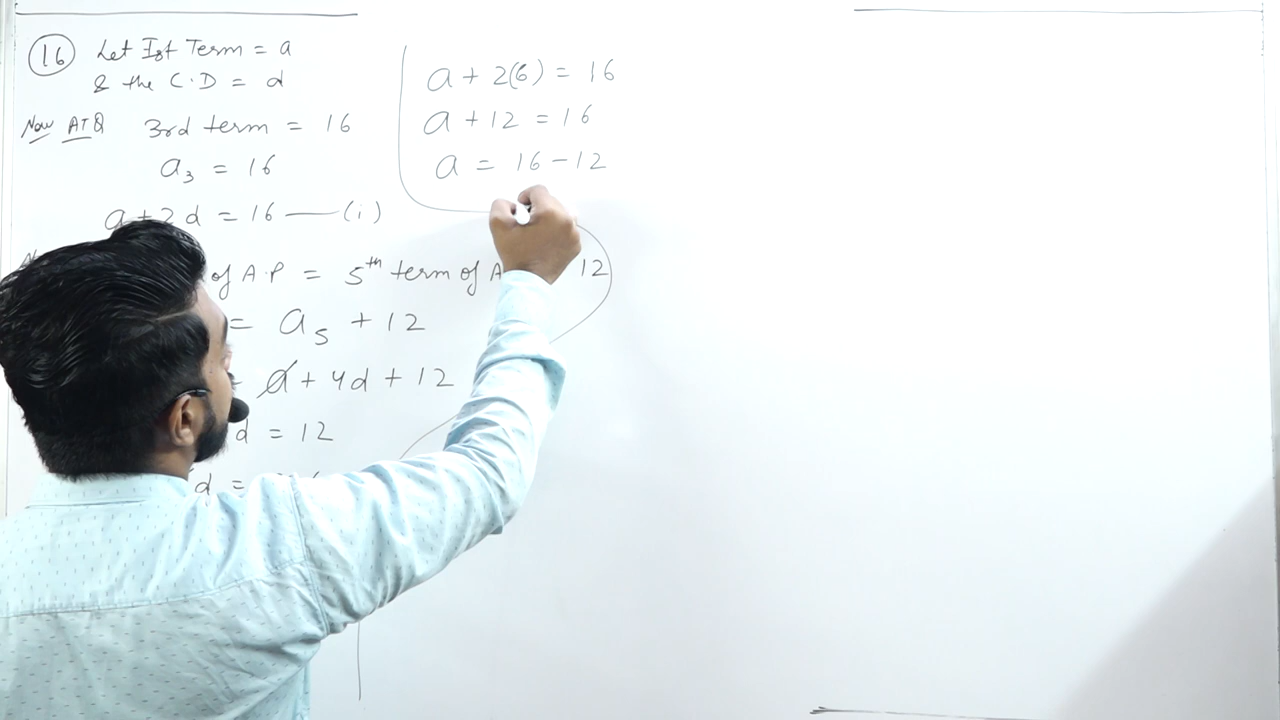 16 Let Ist Term = a
& the C.D = d
Now ATQ 3rd term = 16
a₃ = 16
a + 2d = 16 —— (i)
of A.P = 5th term of A 12
= a₅ + 12
= a + 4d + 12
d = 12
d =
a + 2(6) = 16
a + 12 = 16
a = 16 - 12